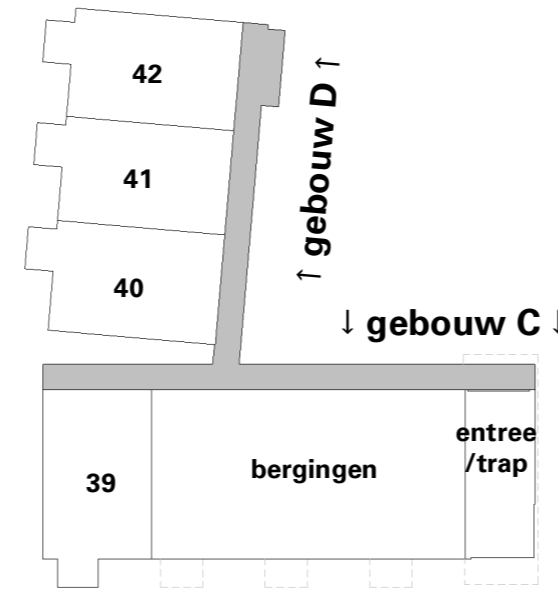 42
↑ gebouw D ↑
41
40
↓ gebouw C ↓
entree
/trap
39
bergingen